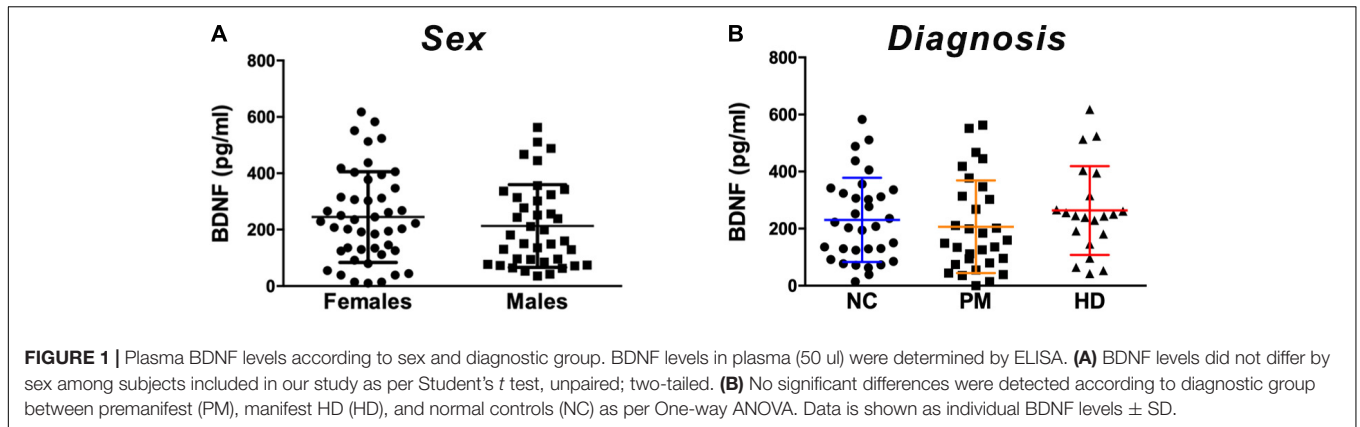 A
Sex
BDNF (pg/ml)
800
600
400
200
0
Females
Males
B
Diagnosis
BDNF (pg/ml)
800
600
400
200
0
NC
PM
HD
FIGURE 1 | Plasma BDNF levels according to sex and diagnostic group. BDNF levels in plasma (50 ul) were determined by ELISA. (A) BDNF levels did not differ by
sex among subjects included in our study as per Student's t test, unpaired; two-tailed. (B) No significant differences were detected according to diagnostic group
between premanifest (PM), manifest HD (HD), and normal controls (NC) as per One-way ANOVA. Data is shown as individual BDNF levels ± SD.